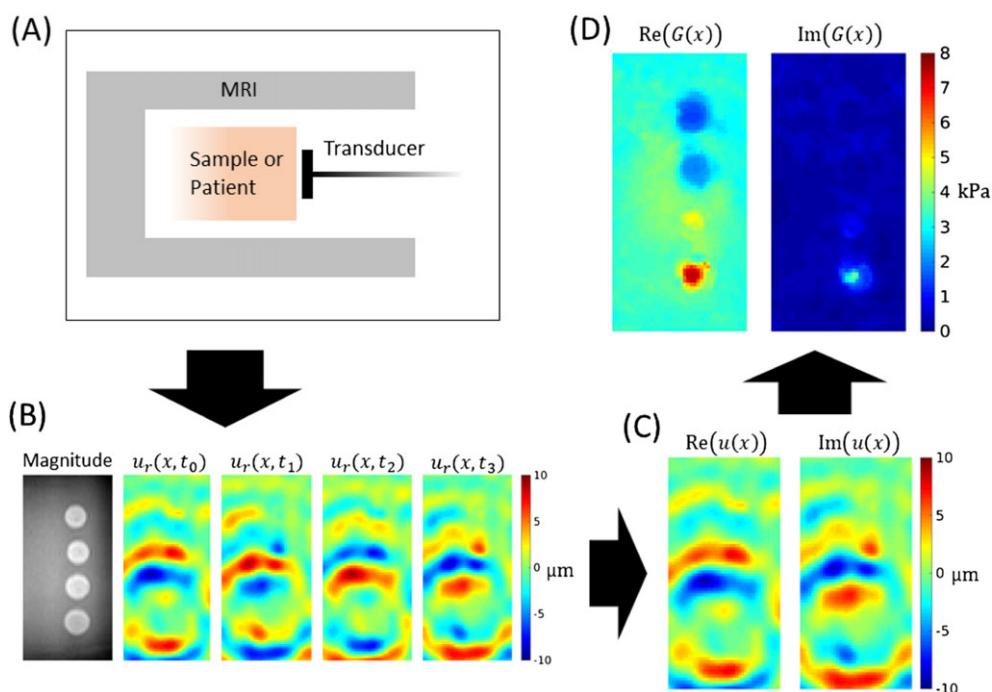 (A)
MRI
Sample or
Patient
Transducer
(D)
Re(G(x))
Im(G(x))
8
7
6
5
4
3
2
1
0
kPa
(B)
Magnitude
u_r(x, t_0)
u_r(x, t_1)
u_r(x, t_2)
u_r(x, t_3)
10
5
0
-5
-10
μm
(C)
Re(u(x))
Im(u(x))
10
5
0
-5
-10
μm